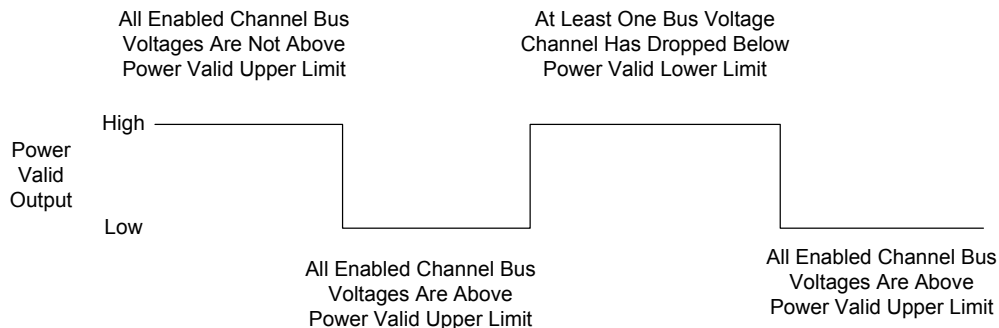 All Enabled Channel Bus
Voltages Are Not Above
Power Valid Upper Limit
At Least One Bus Voltage
Channel Has Dropped Below
Power Valid Lower Limit
High
Power
Valid
Output
Low
All Enabled Channel Bus
Voltages Are Above
Power Valid Upper Limit
All Enabled Channel Bus
Voltages Are Above
Power Valid Upper Limit